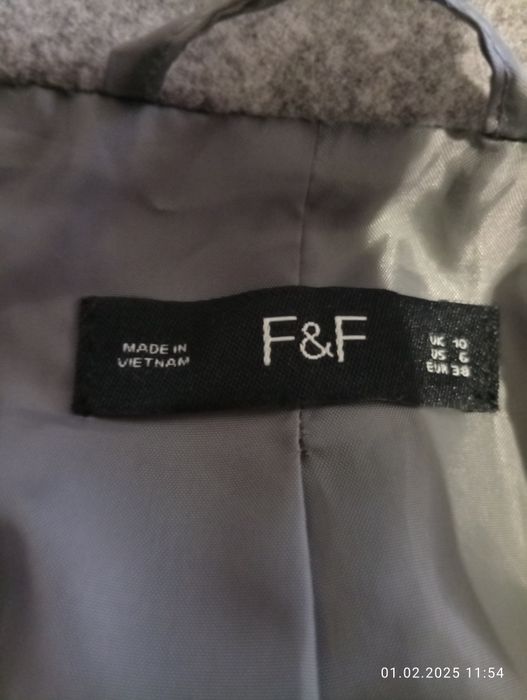 MADE IN
VIETNAM
F&F
UK 10
US 6
EUR 38
01.02.2025 11:54